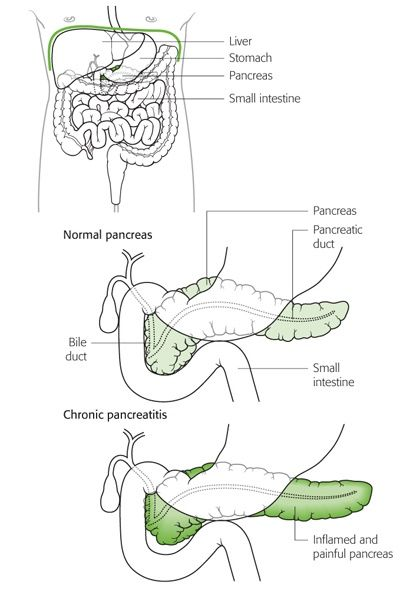 Liver
Stomach
Pancreas
Small intestine
Pancreas
Normal pancreas
Pancreatic
duct
Bile
duct
Small
intestine
Chronic pancreatitis
Inflamed and
painful pancreas